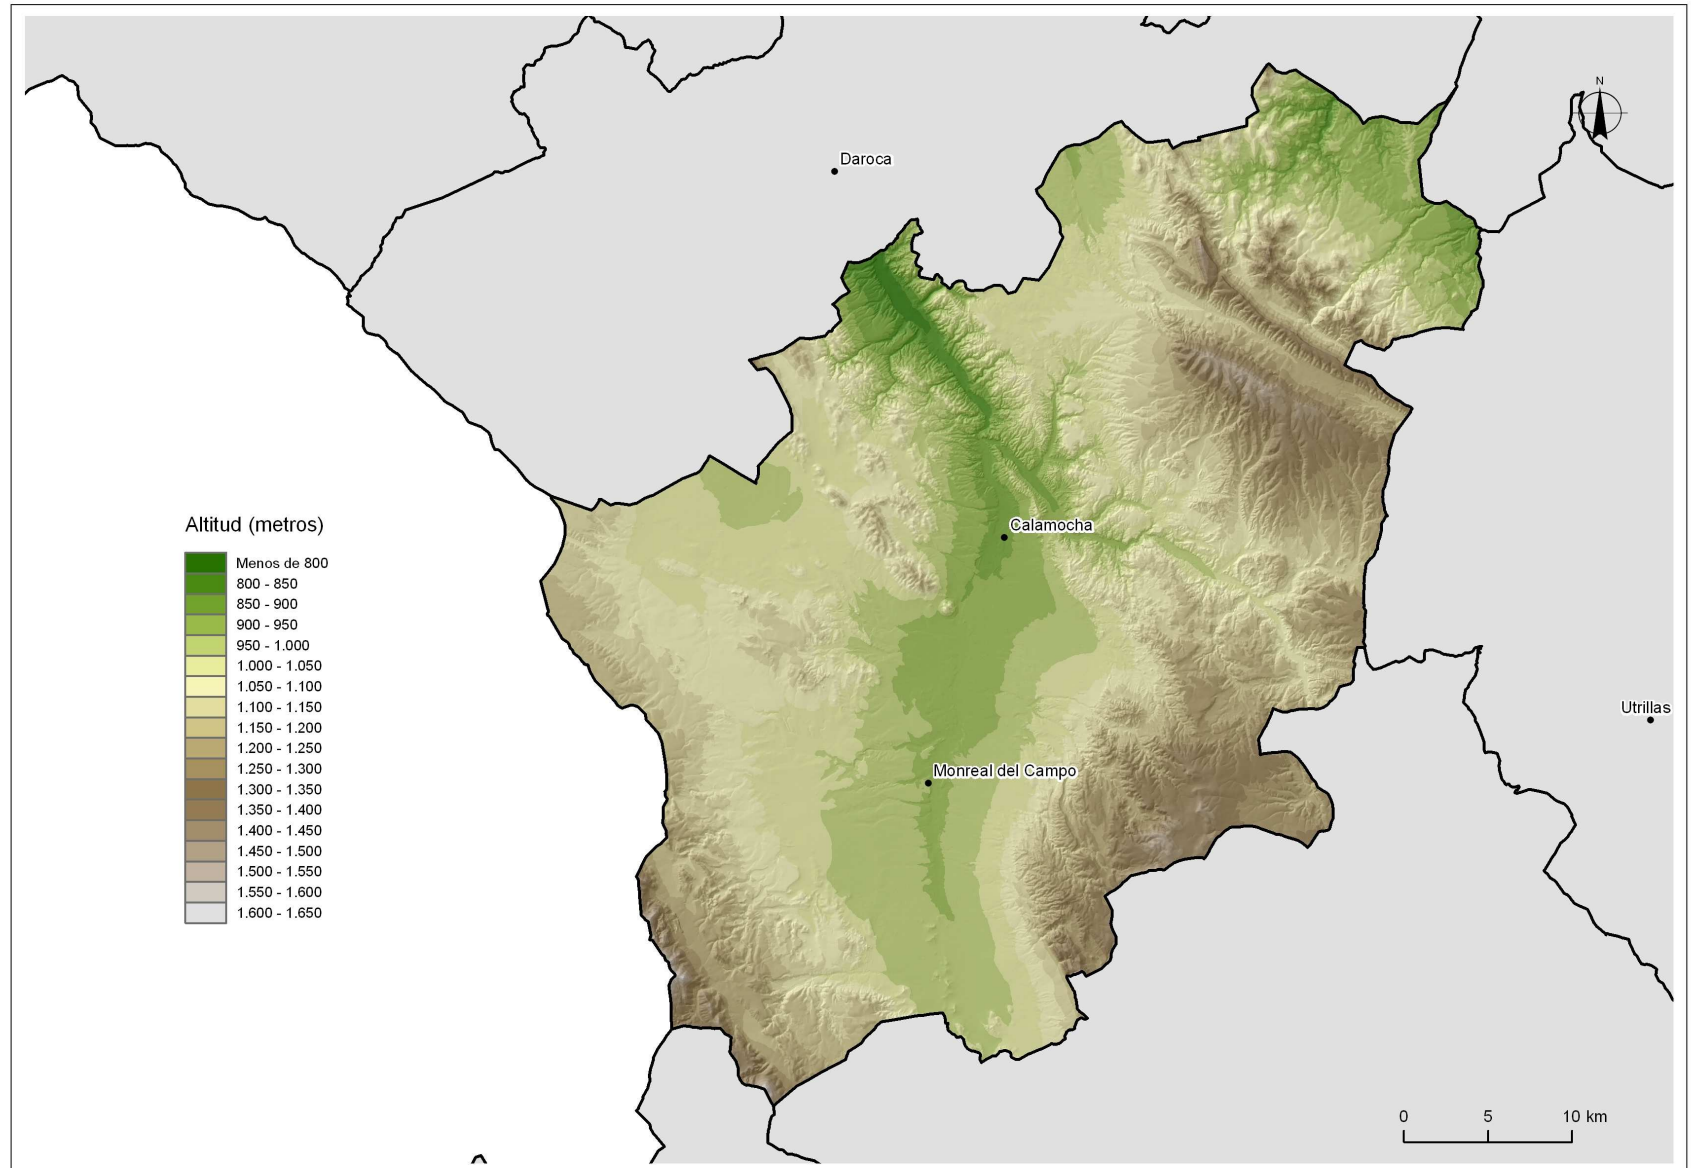 N
Daroca
Calamocha
Altitud (metros)
Menos de 800
800 - 850
850 - 900
900 - 950
950 - 1.000
1.000 - 1.050
1.050 - 1.100
1.100 - 1.150
1.150 - 1.200
1.200 - 1.250
1.250 - 1.300
1.300 - 1.350
1.350 - 1.400
1.400 - 1.450
1.450 - 1.500
1.500 - 1.550
1.550 - 1.600
1.600 - 1.650
Utrillas
Monreal del Campo
0 5 10 km